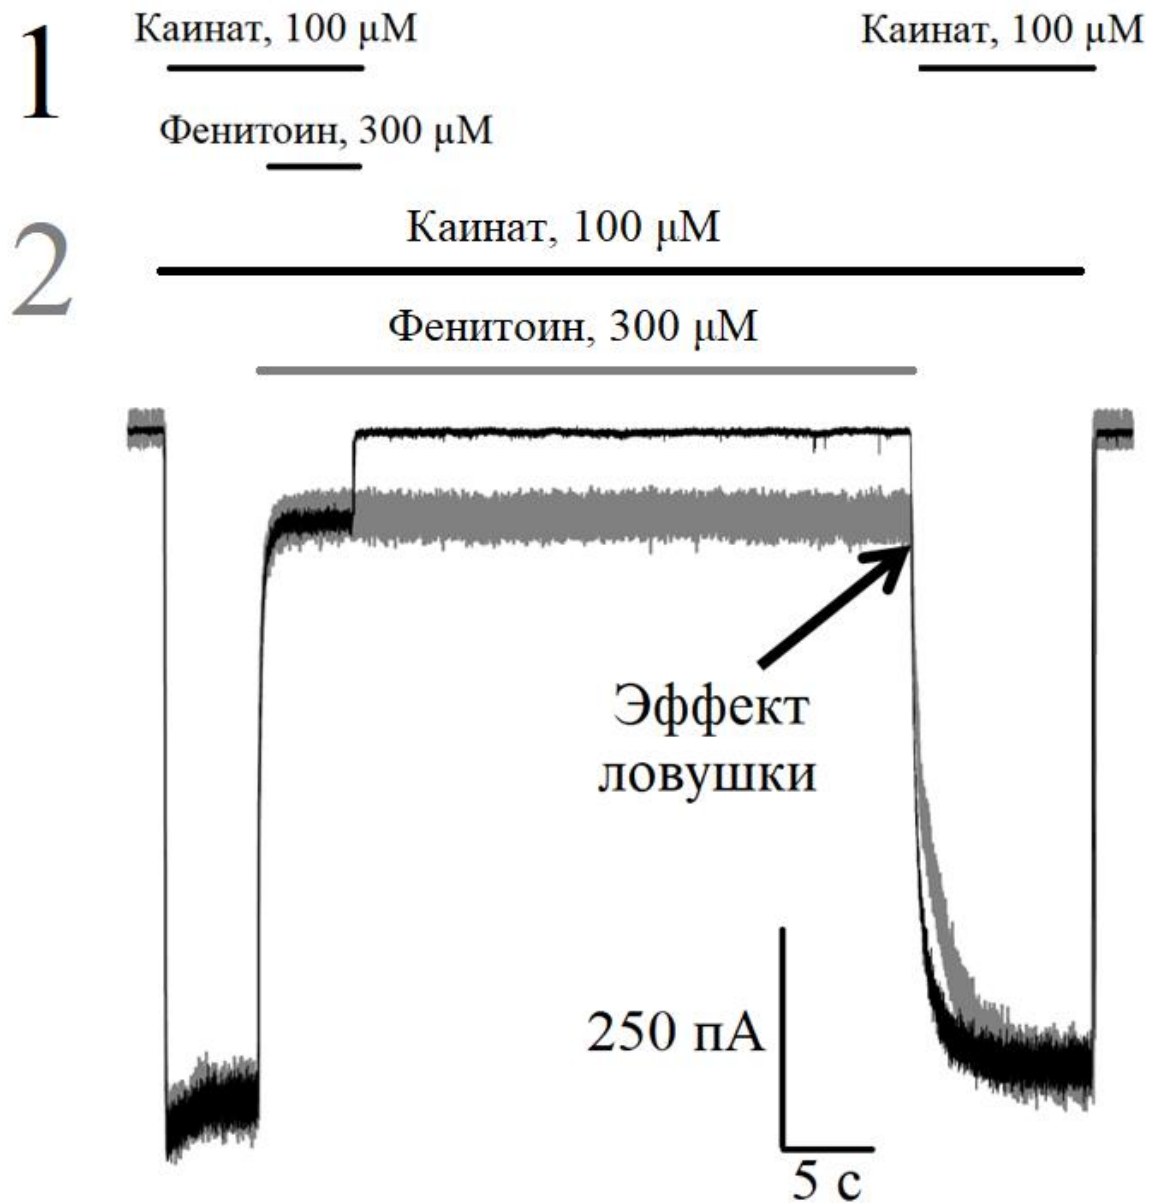 1
Каинат, 100 μM
Каинат, 100 μM
Фенитоин, 300 μM
2
Каинат, 100 μM
Фенитоин, 300 μM
Эффект
ловушки
250 пА
5 с